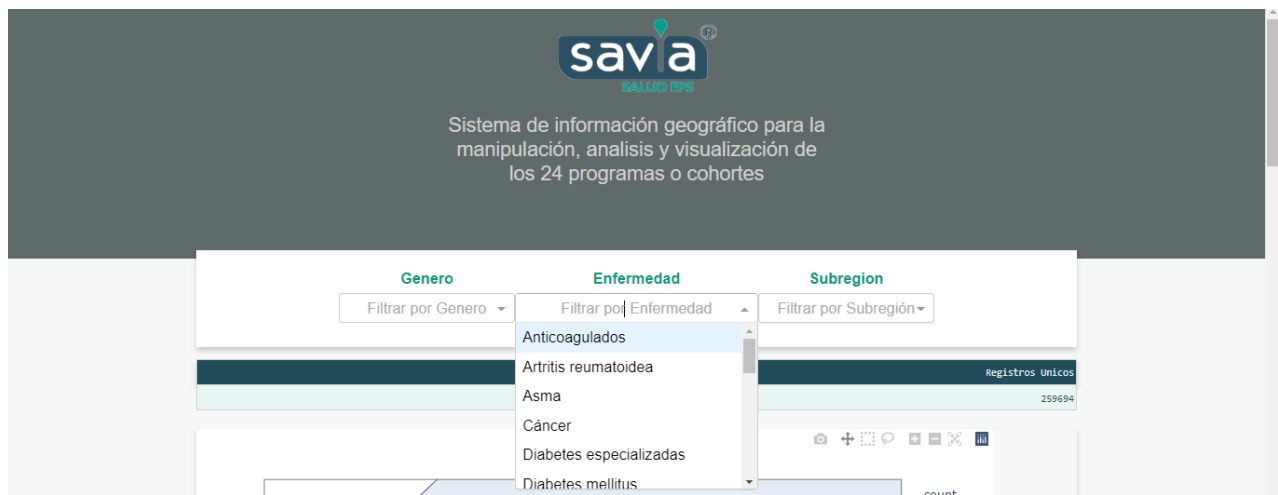 savia ®
SALUD EPS
Sistema de información geográfico para la
manipulación, analisis y visualización de
los 24 programas o cohortes
Genero Enfermedad Subregion
Filtrar por Genero Filtrar por Enfermedad Filtrar por Subregión
Anticoagulados
Artritis reumatoidea
Registros Unicos
Asma
259694
Cáncer
Diabetes especializadas
Diabetes mellitus
count